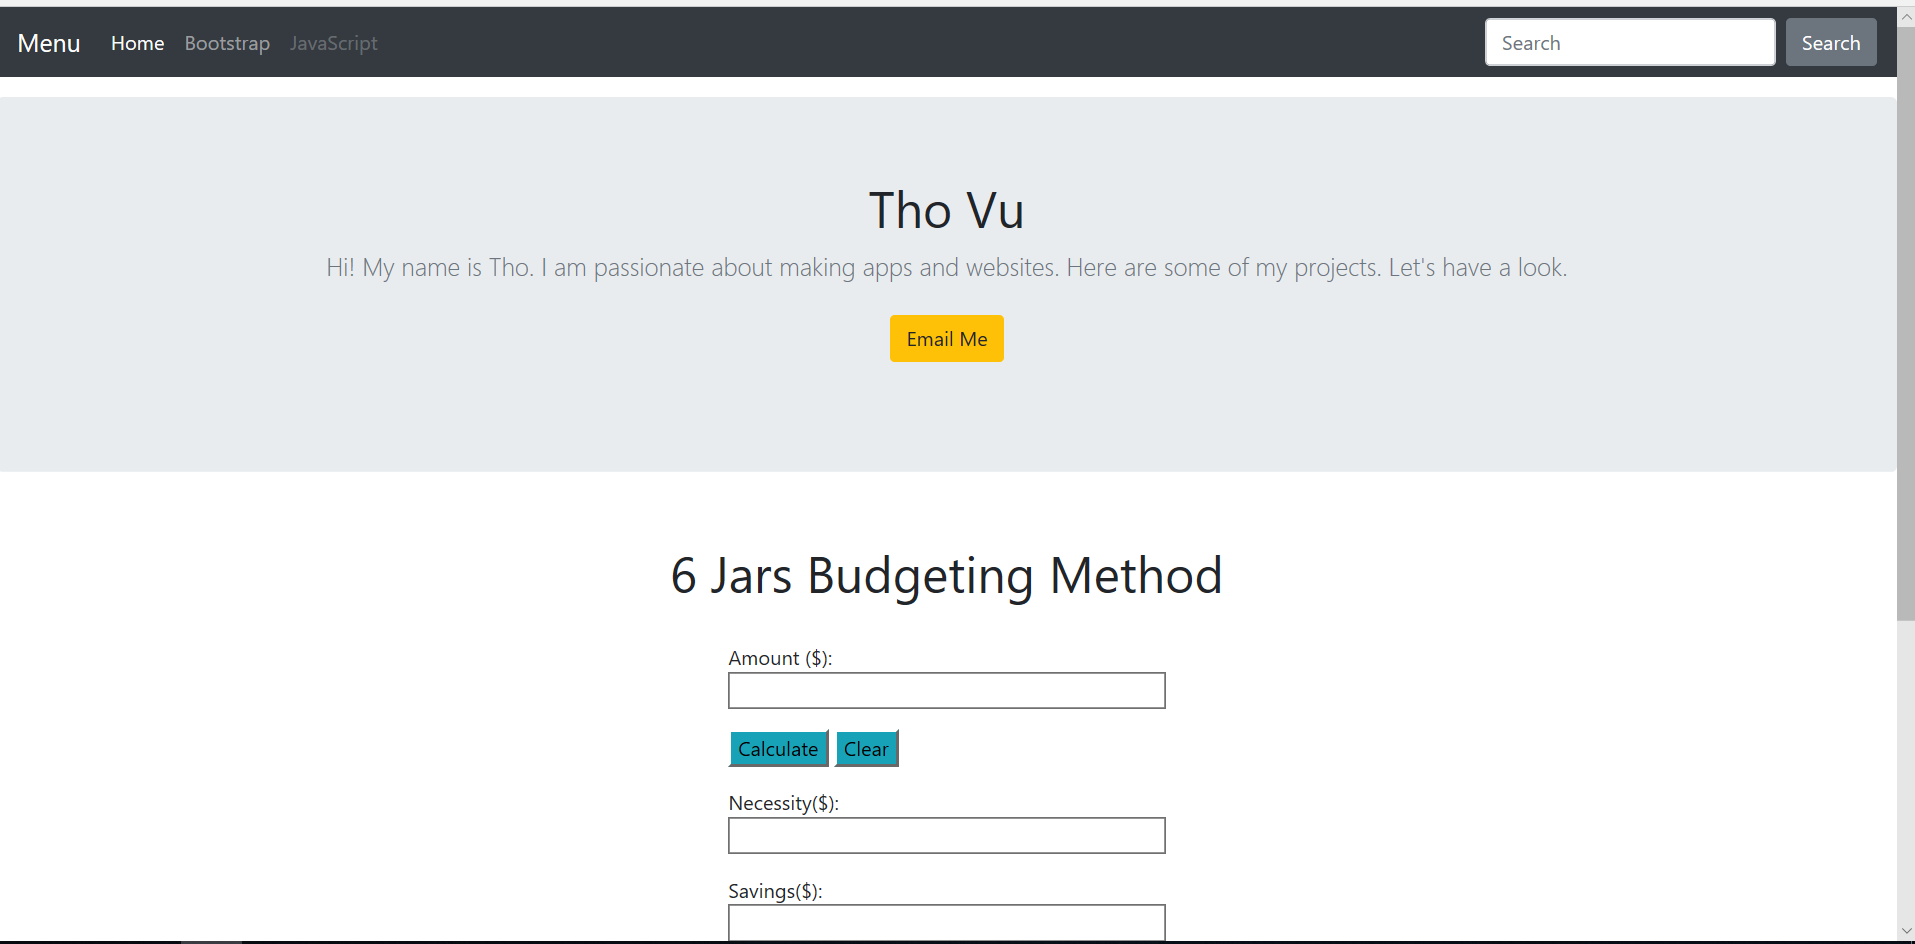 Menu Home Bootstrap JavaScript Search Search
Tho Vu
Hi! My name is Tho. I am passionate about making apps and websites. Here are some of my projects. Let's have a look.
Email Me
6 Jars Budgeting Method
Amount ($):
Calculate Clear
Necessity($):
Savings($):